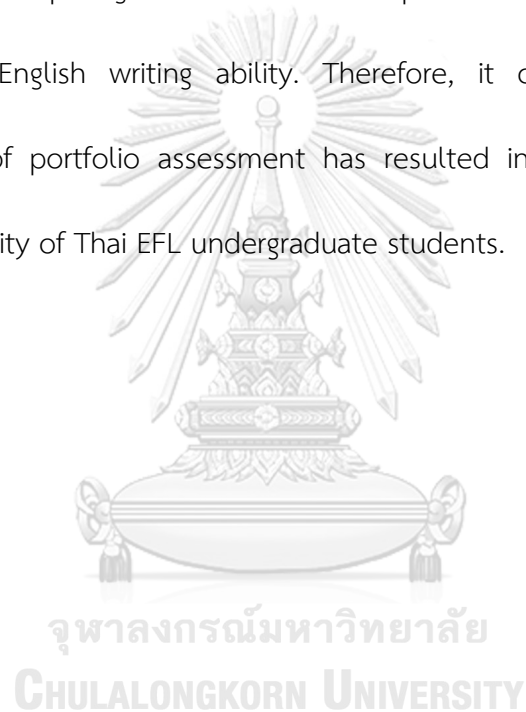 English writing ability. Therefore, it
of portfolio assessment has resulted in
ity of Thai EFL undergraduate students.
จุฬาลงกรณ์มหาวิทยาลัย
CHULALONGKORN UNIVERSITY